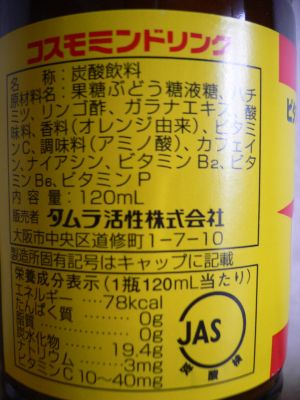 コスモミンドリンク
名 称:炭酸飲料
原材料名:果糖ぶどう糖液糖、ハチ
ミツ、リンゴ酢、ガラナエキス、酸
味料、香料(オレンジ由来)、ビタミ
ンC、調味料(アミノ酸)、カフェイ
ン、ナイアシン、ビタミンB₂、ビタ
ミンB₆、ビタミンP
内 容 量:120mL
販売者 タムラ活性株式会社
大阪市中央区道修町1-7-10
製造所固有記号はキャップに記載
栄養成分表示(1瓶120mL当たり)
エネルギー ……78kcal
たんぱく質 ……0g
脂質 ……0g
炭水化物 ……19.4g
ナトリウム ……3mg
ビタミンC 10~40mg
JAS
炭酸検